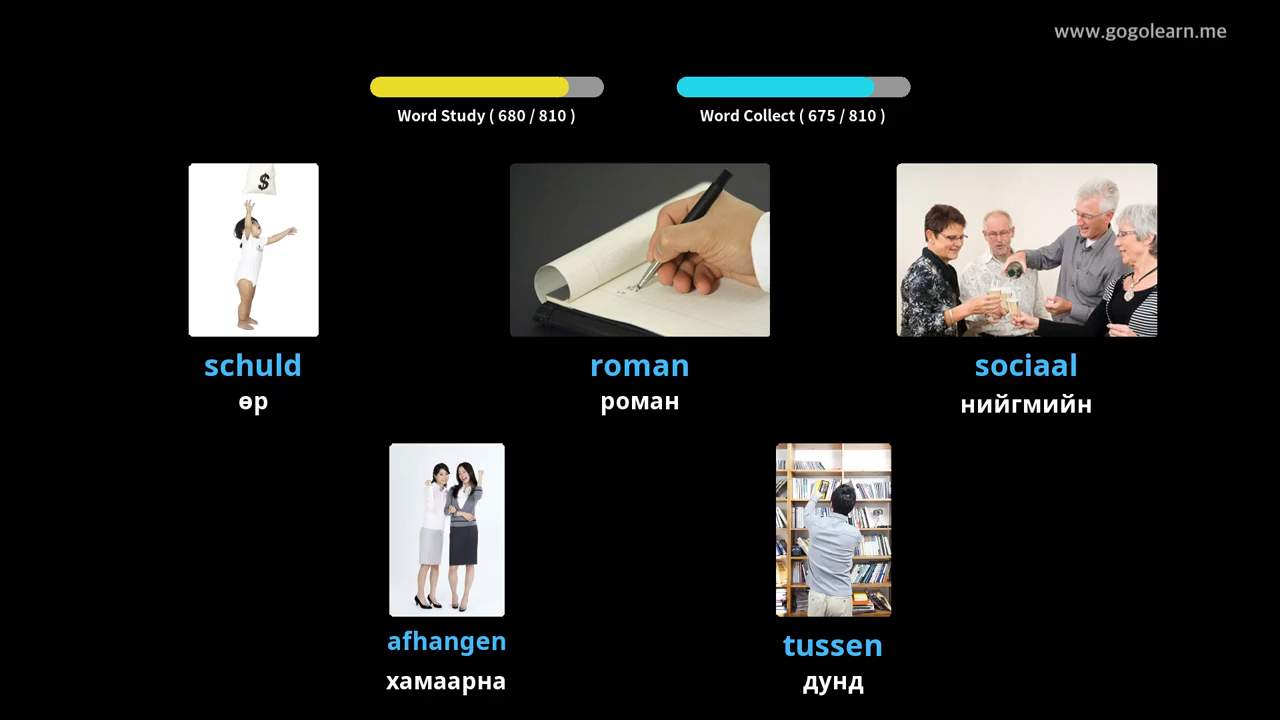 www.gogolearn.me
Word Study ( 680 / 810 )
Word Collect ( 675 / 810 )
$
schuld
өр
roman
роман
sociaal
нийгмийн
afhangen
хамаарна
tussen
дунд